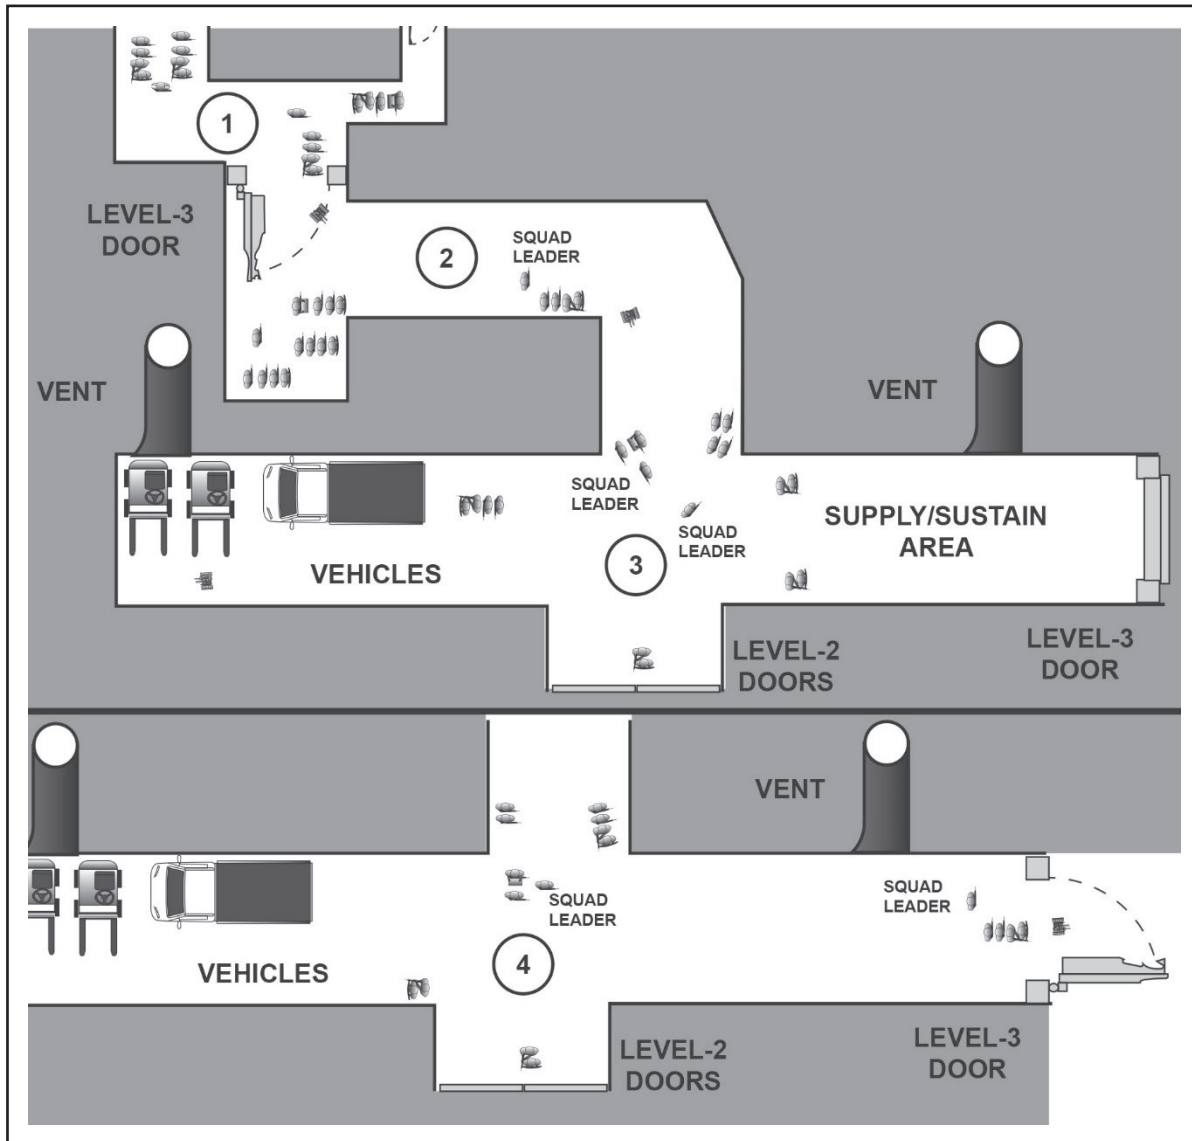 1
LEVEL-3
DOOR
2
SQUAD
LEADER
VENT
VENT
SQUAD
LEADER
SQUAD
LEADER
SUPPLY/SUSTAIN
AREA
VEHICLES
3
LEVEL-2
DOORS
LEVEL-3
DOOR
VENT
SQUAD
LEADER
SQUAD
LEADER
VEHICLES
4
LEVEL-2
DOORS
LEVEL-3
DOOR